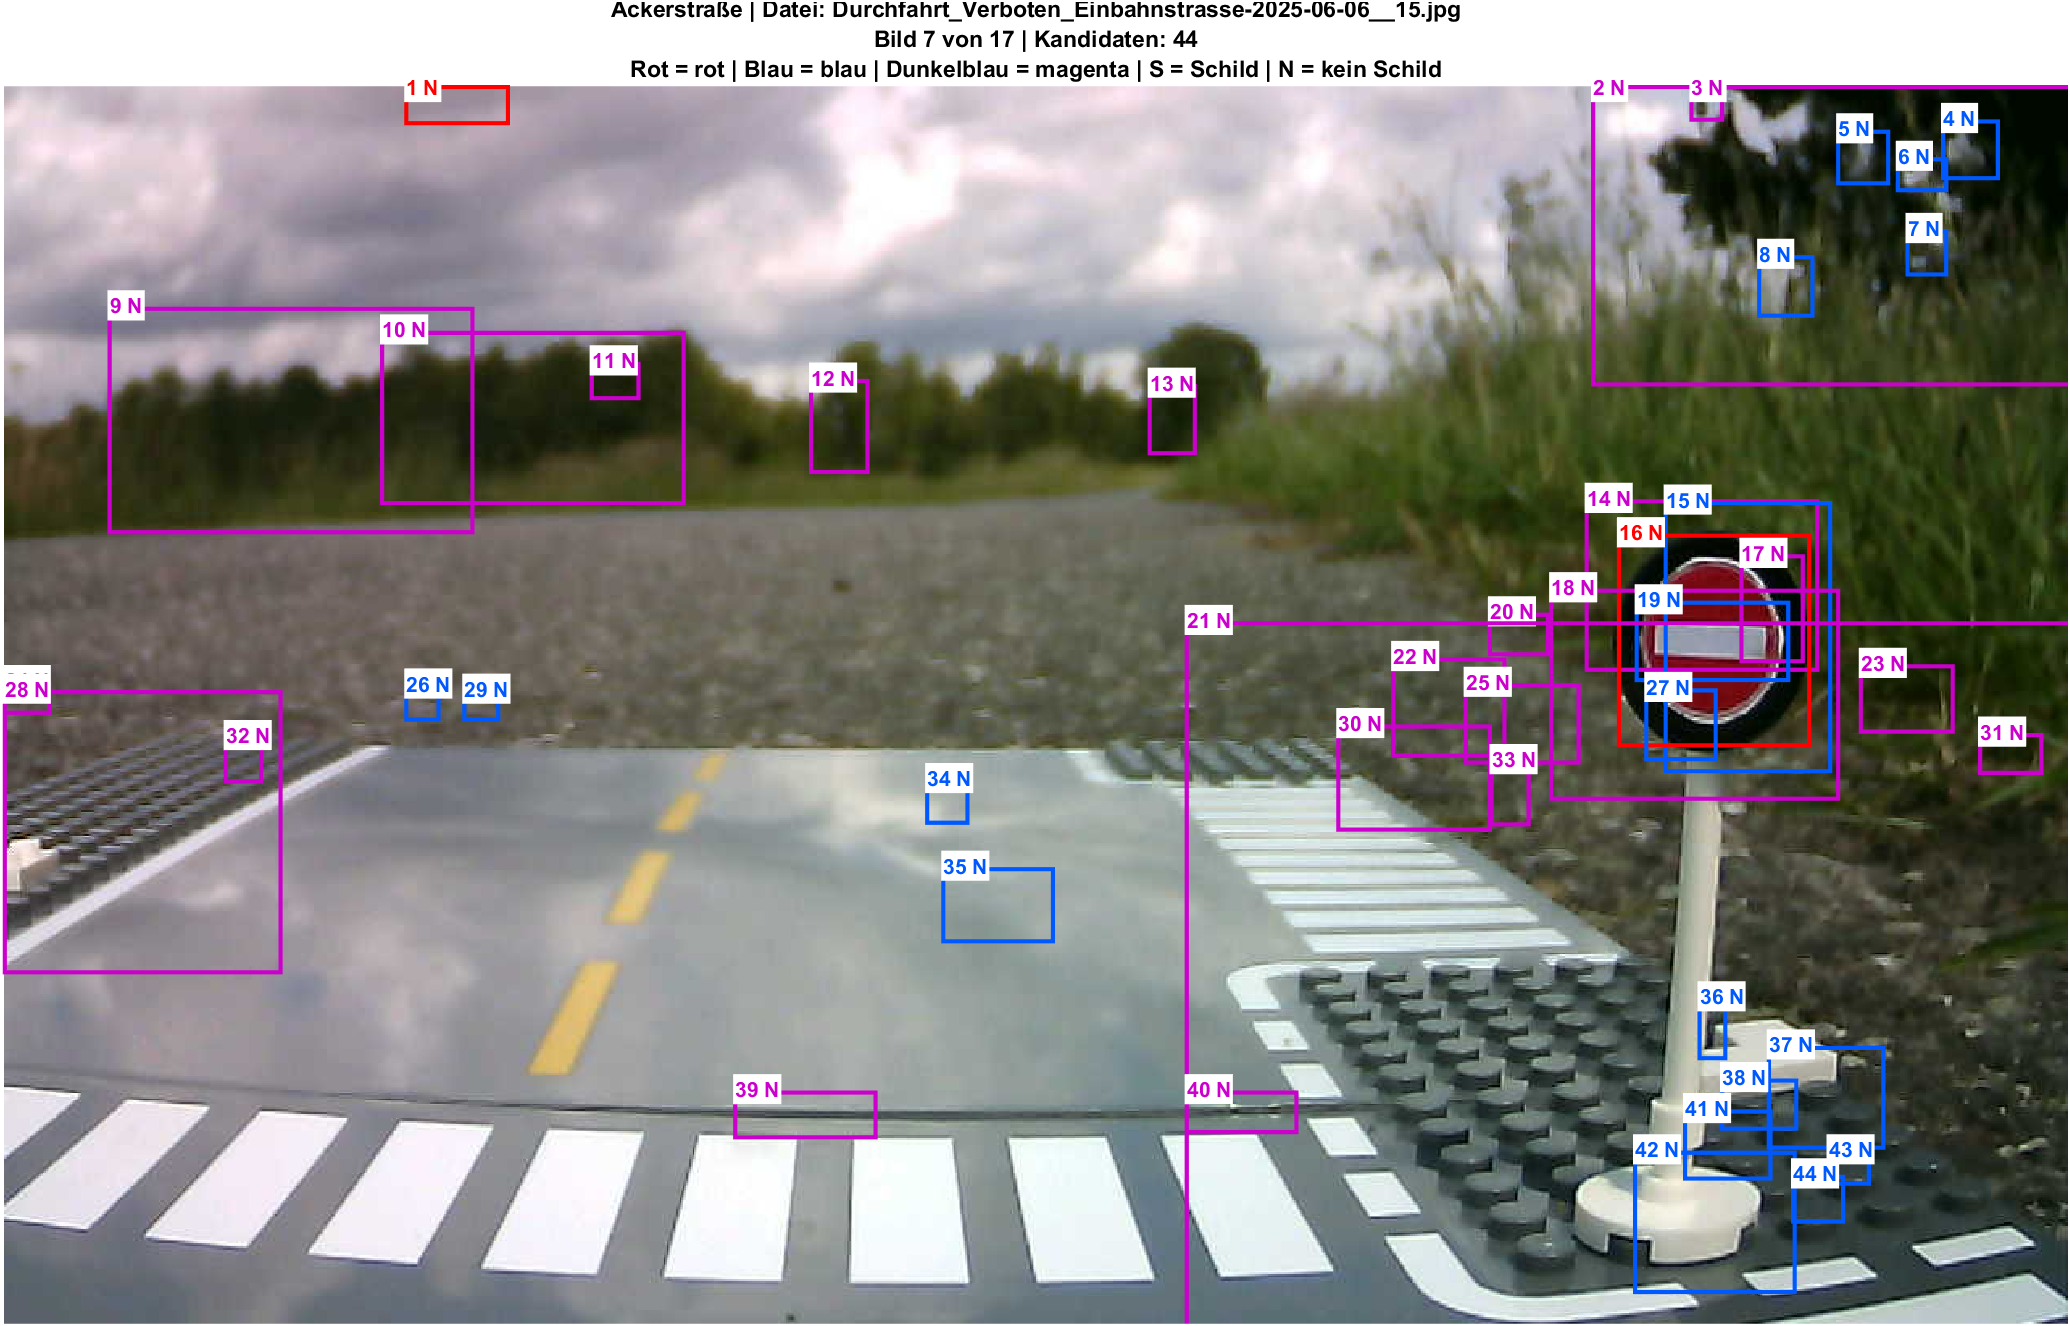 Ackerstraße | Datei: Durchfahrt_Verboten_Einbahnstrasse-2025-06-06__15.jpg
Bild 7 von 17 | Kandidaten: 44
Rot = rot | Blau = blau | Dunkelblau = magenta | S = Schild | N = kein Schild
1 N
2 N
3 N
4 N
5 N
6 N
7 N
8 N
9 N
10 N
11 N
12 N
13 N
14 N
15 N
16 N
17 N
18 N
19 N
20 N
21 N
22 N
23 N
25 N
26 N
27 N
28 N
29 N
30 N
31 N
32 N
33 N
34 N
35 N
36 N
37 N
38 N
39 N
40 N
41 N
42 N
43 N
44 N